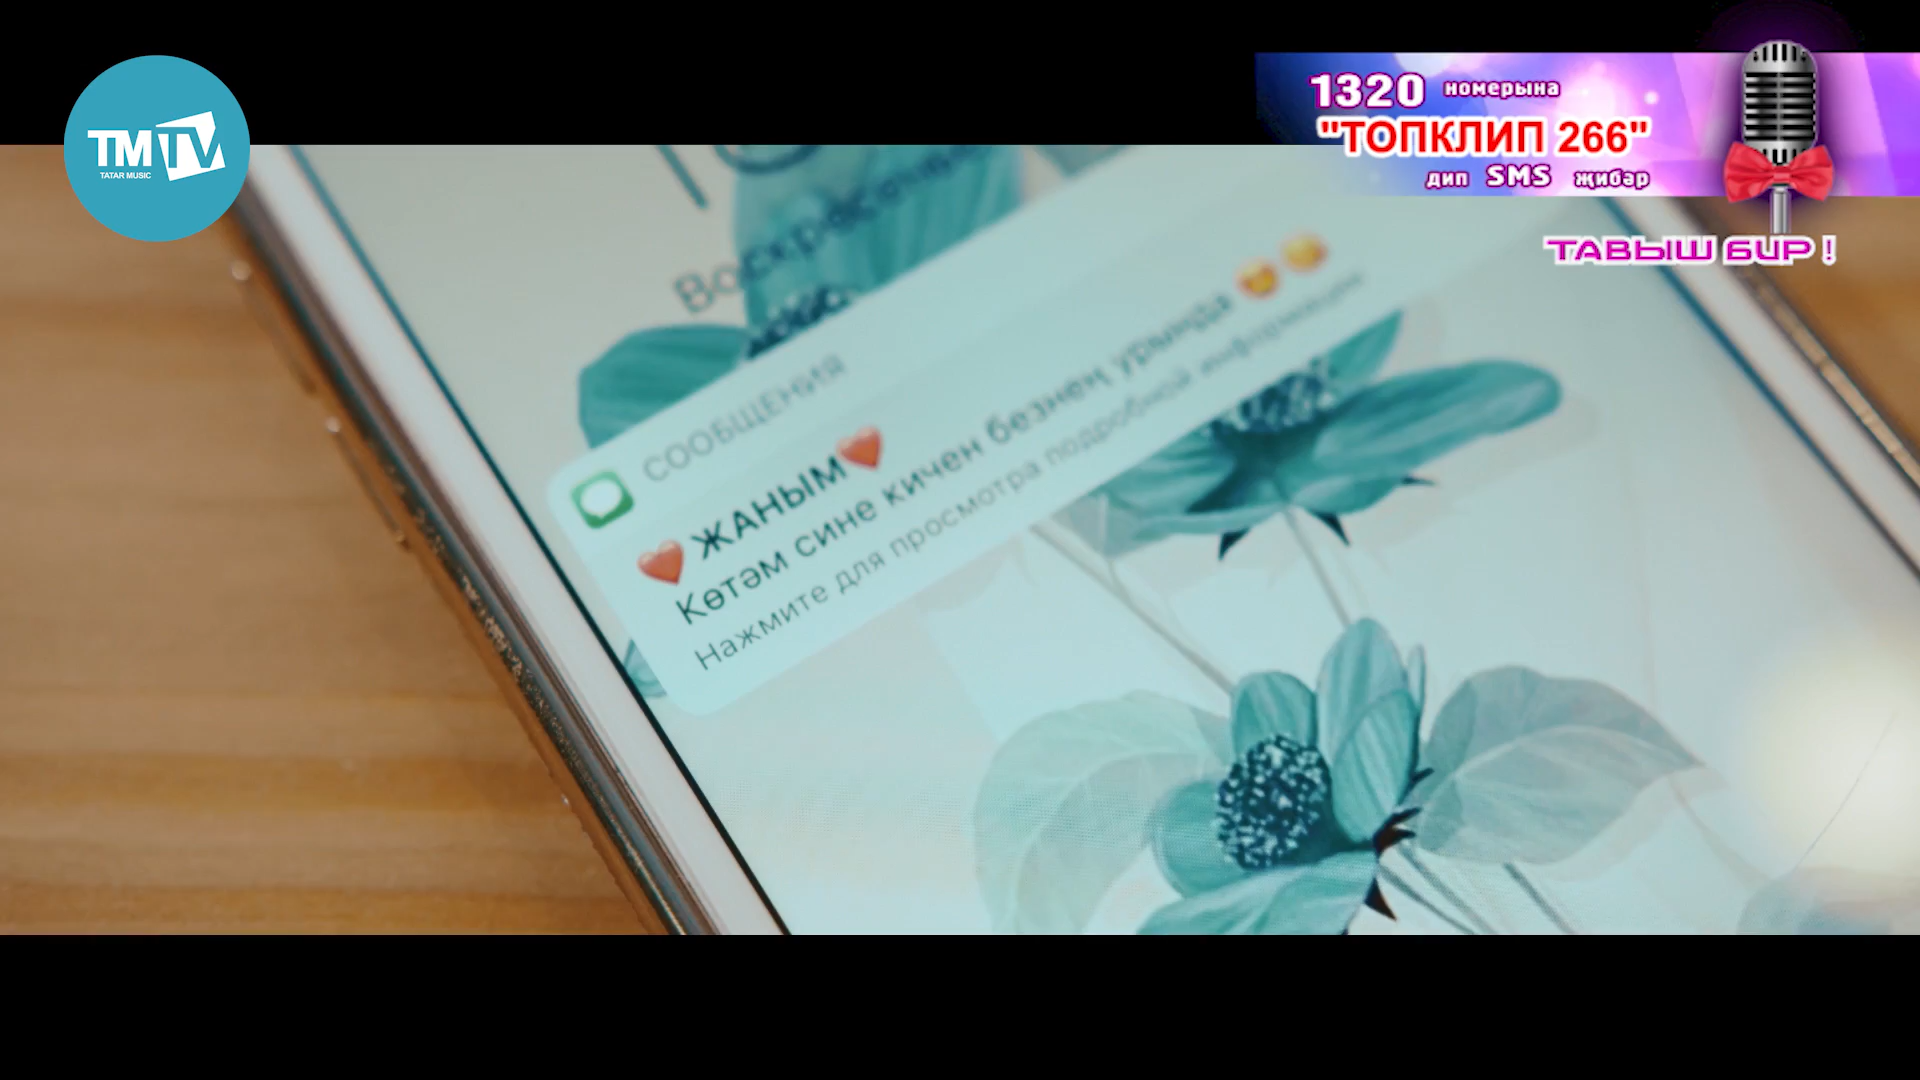 TMTV
TATAR MUSIC
1320 номерына
"ТОПКЛИП 266"
дип SMS җибәр
ТАВЫШ БИР !
Воскресенье
СООБЩЕНИЯ
❤️ ЖАНЫМ❤️
Көтәм сине кичен безнең урында 😍 😍
Нажмите для просмотра подробной информации